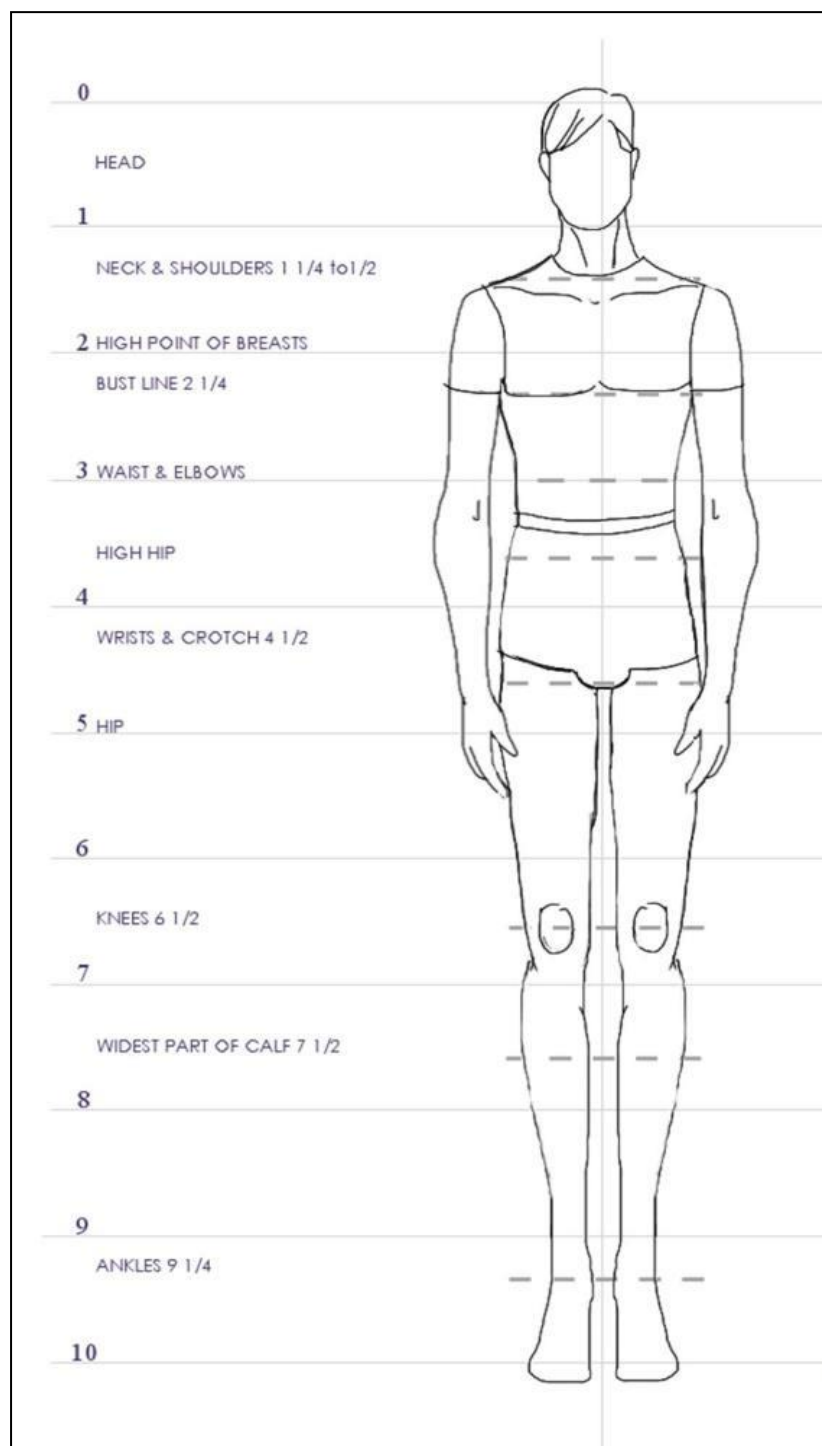 0
HEAD
1
NECK & SHOULDERS 1 1/4 to1/2
2 HIGH POINT OF BREASTS
BUST LINE 2 1/4
3 WAIST & ELBOWS
HIGH HIP
4
WRISTS & CROTCH 4 1/2
5 HIP
6
KNEES 6 1/2
7
WIDEST PART OF CALF 7 1/2
8
9
ANKLES 9 1/4
10